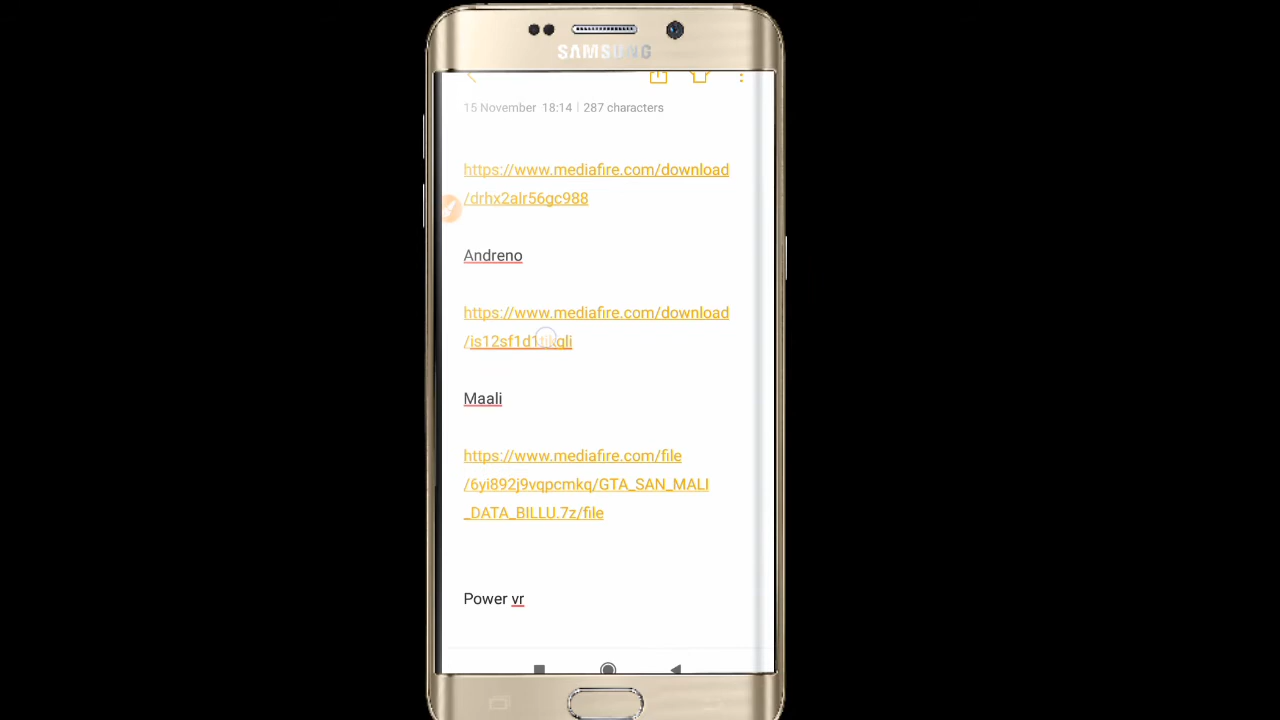 SAMSUNG
15 November 18:14 | 287 characters
https://www.mediafire.com/download
/drhx2alr56gc988
Andreno
https://www.mediafire.com/download
/is12sf1d1tikqli
Maali
https://www.mediafire.com/file
/6yi892j9vqpcmkq/GTA_SAN_MALI
_DATA_BILLU.7z/file
Power vr